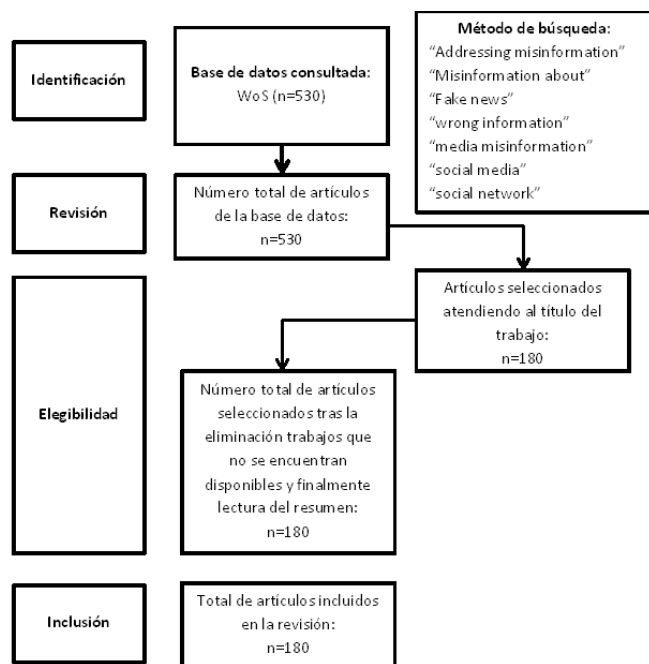 Identificación
Base de datos consultada:
WoS (n=530)
Método de búsqueda:
“Addressing misinformation”
“Misinformation about”
“Fake news”
“wrong information”
“media misinformation”
“social media”
“social network”
Revisión
Número total de artículos
de la base de datos:
n=530
Artículos seleccionados
atendiendo al título del
trabajo:
n=180
Elegibilidad
Número total de artículos
seleccionados tras la
eliminación trabajos que
no se encuentran
disponibles y finalmente
lectura del resumen:
n=180
Inclusión
Total de artículos incluidos
en la revisión:
n=180